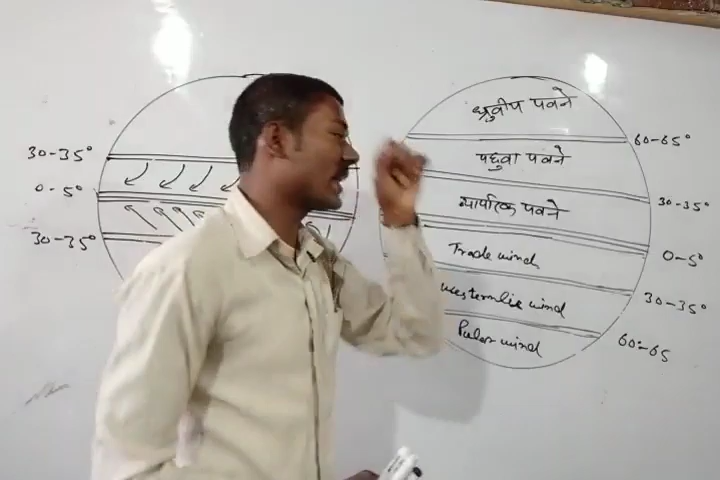 30-35°
0-5°
30-35°
ध्रुवीय पवने
60-65°
पछुवा पवने
30-35°
व्यापारिक पवने
0-5°
Trade wind
30-35°
westerlie wind
60-65
Polar wind